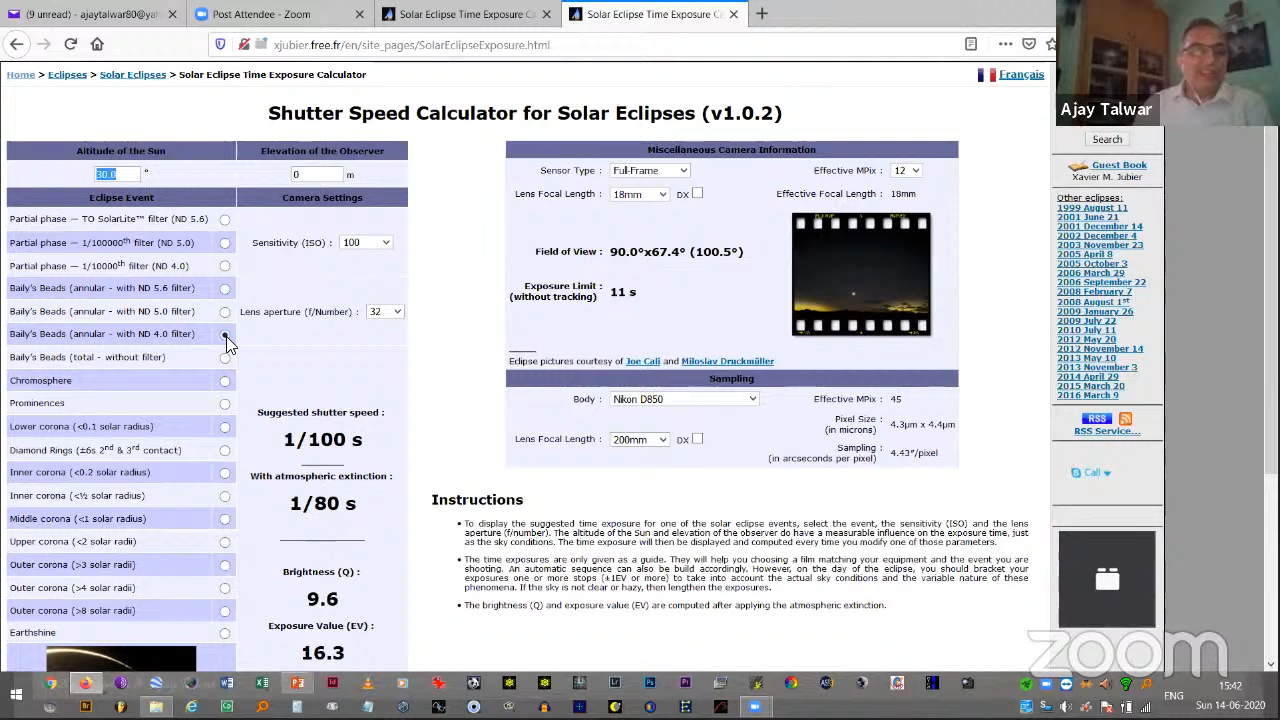 (9 unread) - ajaytalwar80@yahoo
Post Attendee - Zoom
Solar Eclipse Time Exposure Ca
Solar Eclipse Time Exposure Ca
xjubier.free.fr/en/site_pages/SolarEclipseExposure.html
Home > Eclipses > Solar Eclipses > Solar Eclipse Time Exposure Calculator
Français
Ajay Talwar
Shutter Speed Calculator for Solar Eclipses (v1.0.2)
Altitude of the Sun
Elevation of the Observer
30.0 °
0 m
Eclipse Event
Camera Settings
Partial phase — TO SolarLite™ filter (ND 5.6)
Partial phase — 1/100000th filter (ND 5.0)
Sensitivity (ISO) : 100
Partial phase — 1/10000th filter (ND 4.0)
Baily's Beads (annular - with ND 5.6 filter)
Baily's Beads (annular - with ND 5.0 filter)
Lens aperture (f/Number) : 32
Baily's Beads (annular - with ND 4.0 filter)
Baily's Beads (total - without filter)
Chromosphere
Prominences
Lower corona (<0.1 solar radius)
Diamond Rings (±6s 2nd & 3rd contact)
Inner corona (<0.2 solar radius)
Inner corona (<½ solar radius)
Middle corona (<1 solar radius)
Upper corona (<2 solar radii)
Outer corona (>3 solar radii)
Outer corona (>4 solar radii)
Outer corona (>8 solar radii)
Earthshine
Suggested shutter speed :
1/100 s
With atmospheric extinction :
1/80 s
Brightness (Q) :
9.6
Exposure Value (EV) :
16.3
Miscellaneous Camera Information
Sensor Type : Full-Frame
Effective MPix : 12
Lens Focal Length : 18mm DX
Effective Focal Length : 18mm
Field of View : 90.0°x67.4° (100.5°)
Exposure Limit :
(without tracking)
11 s
Eclipse pictures courtesy of Joe Cali and Miloslav Druckmüller
Sampling
Body : Nikon D850
Effective MPix : 45
Pixel Size :
(in microns)
4.3µm x 4.4µm
Lens Focal Length : 200mm DX
Sampling :
(in arcseconds per pixel)
4.43"/pixel
Instructions
• To display the suggested time exposure for one of the solar eclipse events, select the event, the sensitivity (ISO) and the lens
aperture (f/number). The altitude of the Sun and elevation of the observer do have a measurable influence on the exposure time, just
as the sky conditions. The time exposure will then be displayed and computed every time you modify one of those parameters.
• The time exposures are only given as a guide. They will help you choosing a film matching your equipment and the event you are
shooting. An automatic sequence can also be build accordingly. However, on the day of the eclipse, you should bracket your
exposures one or more stops (±1EV or more) to take into account the actual sky conditions and the variable nature of these
phenomena. If the sky is not clear or hazy, then lengthen the exposures.
• The brightness (Q) and exposure value (EV) are computed after applying the atmospheric extinction.
Search
Guest Book
Xavier M. Jubier
Other eclipses:
1999 August 11
2001 June 21
2001 December 14
2002 December 4
2003 November 23
2005 April 8
2005 October 3
2006 March 29
2006 September 22
2008 February 7
2008 August 1st
2009 January 26
2009 July 22
2010 July 11
2012 May 20
2012 November 14
2013 May 10
2013 November 3
2014 April 29
2015 March 20
2016 March 9
RSS
RSS Service...
Call
zoom
ENG
15:42
Sun 14-06-2020